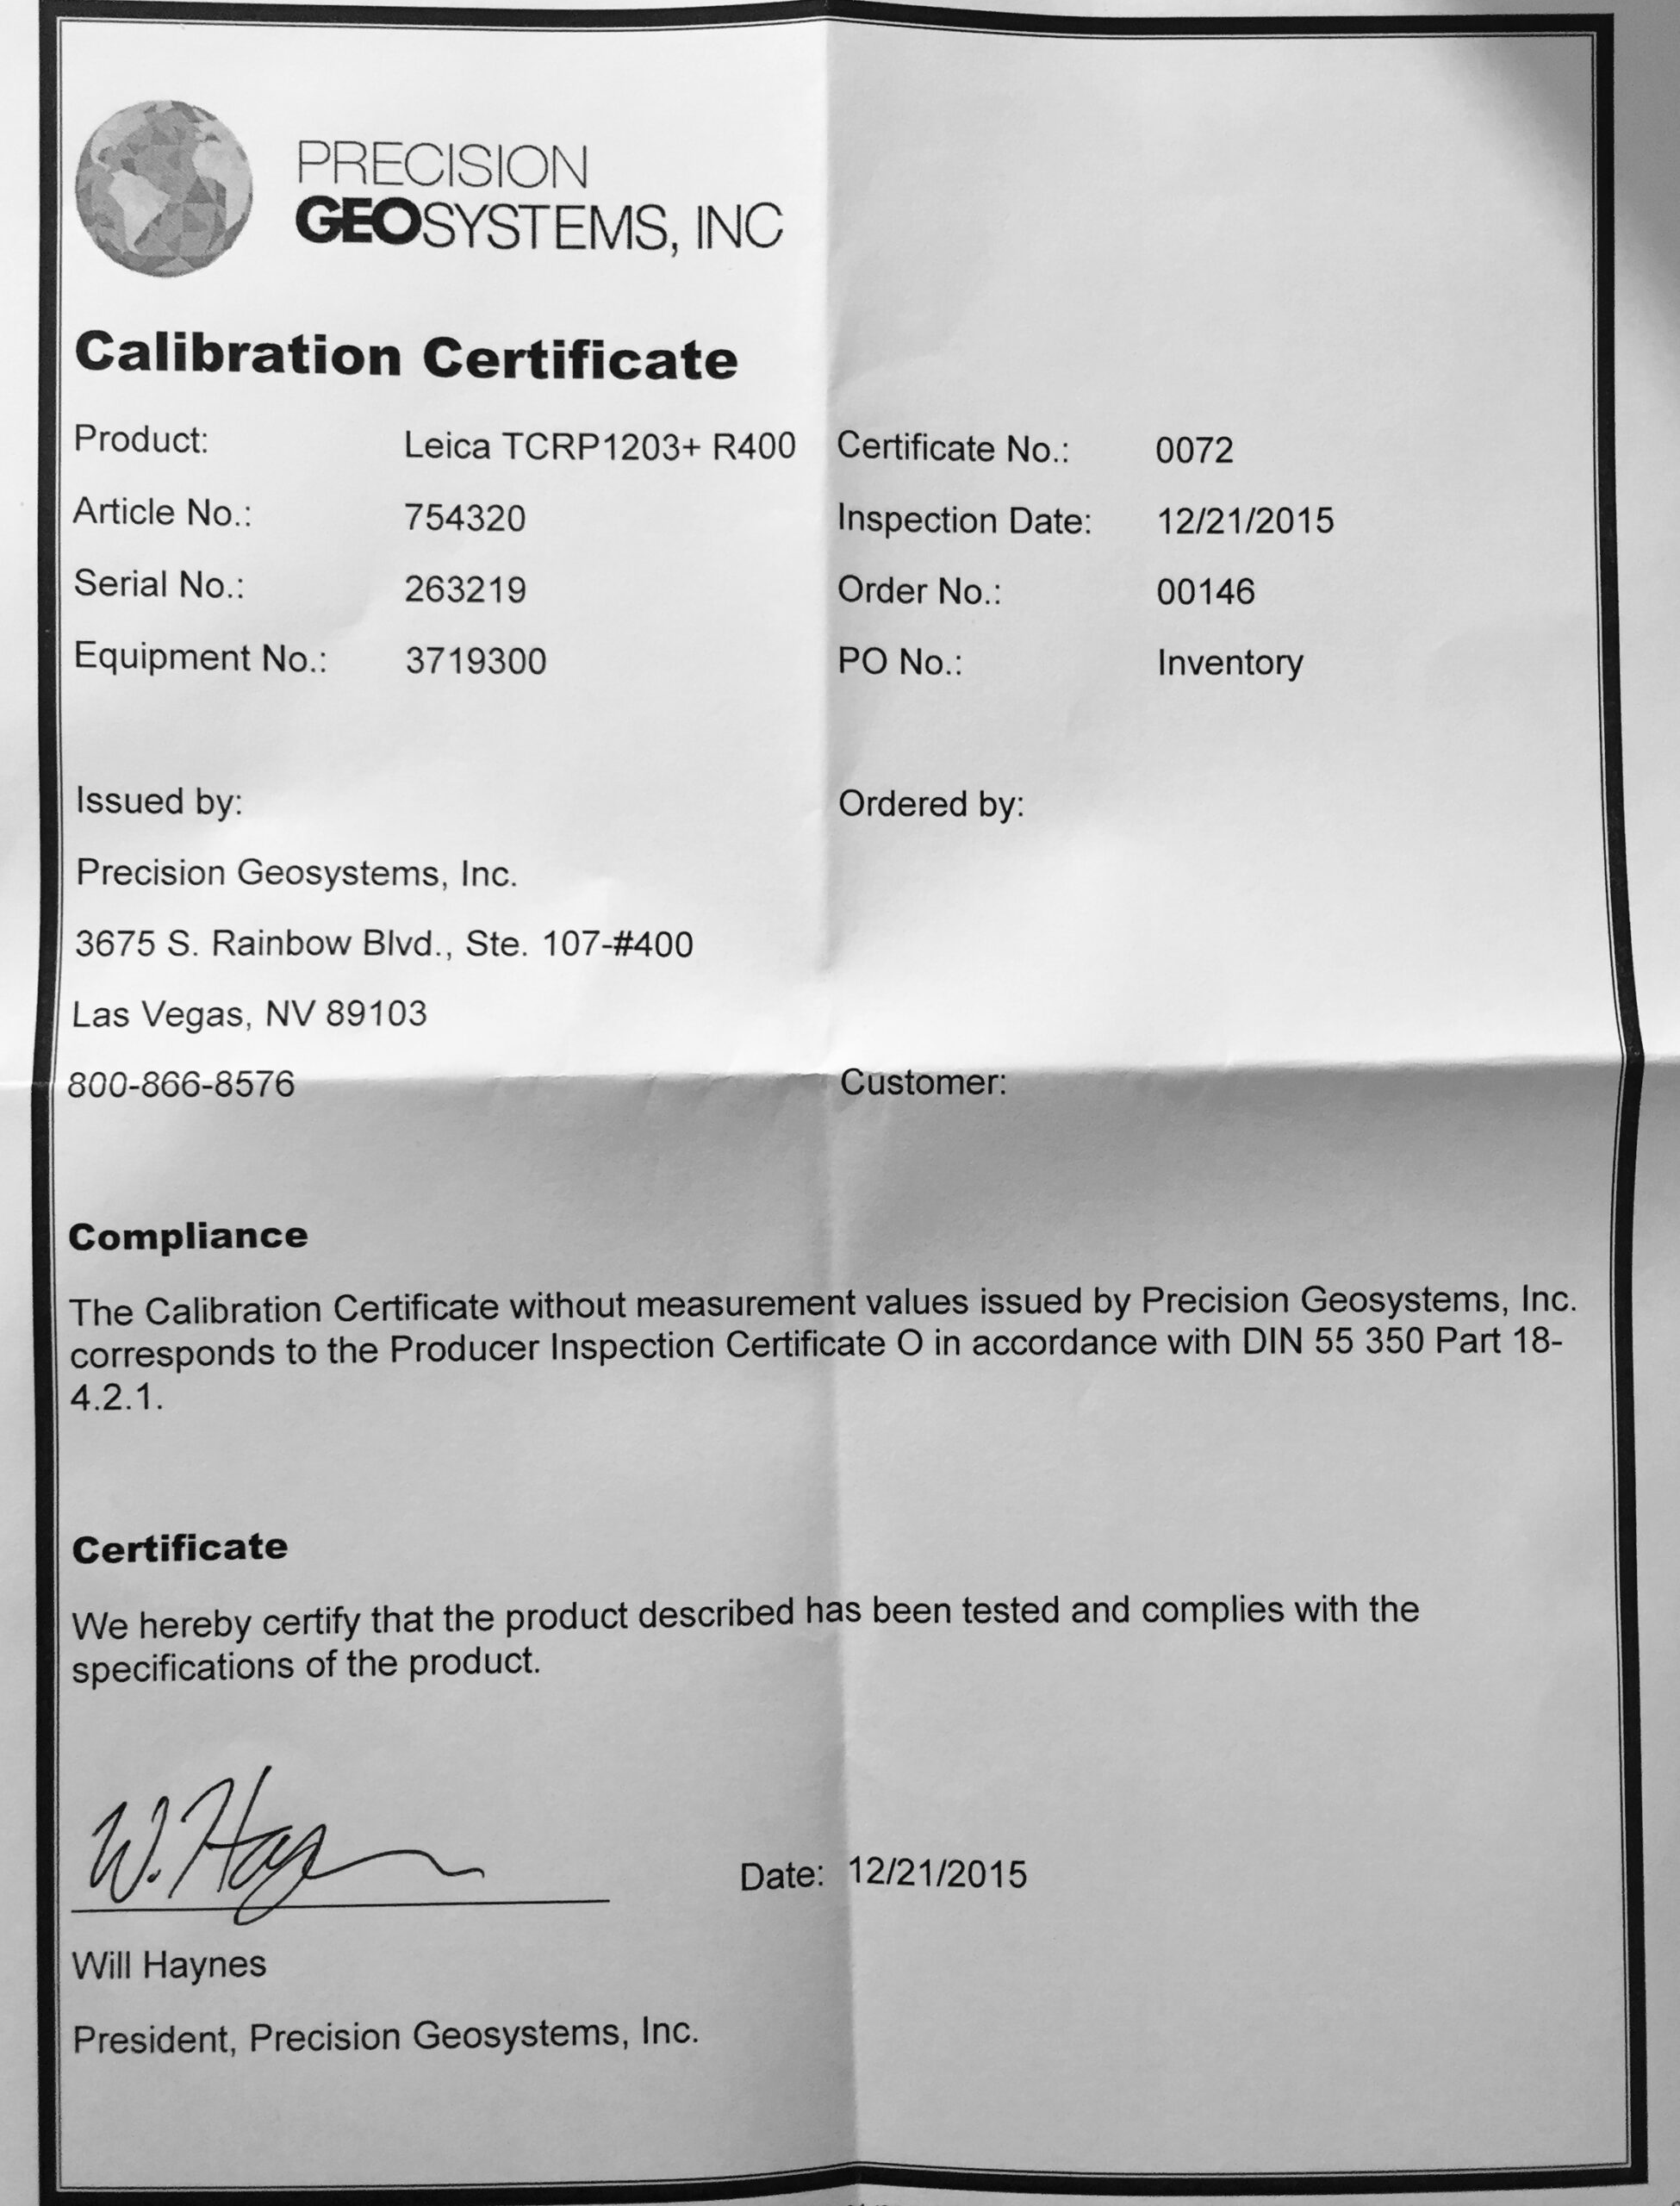 PRECISION
GEOSYSTEMS, INC
Calibration Certificate
Product: Leica TCRP1203+ R400 Certificate No.: 0072
Article No.: 754320 Inspection Date: 12/21/2015
Serial No.: 263219 Order No.: 00146
Equipment No.: 3719300 PO No.: Inventory
Issued by: Ordered by:
Precision Geosystems, Inc.
3675 S. Rainbow Blvd., Ste. 107-#400
Las Vegas, NV 89103
800-866-8576 Customer:
Compliance
The Calibration Certificate without measurement values issued by Precision Geosystems, Inc.
corresponds to the Producer Inspection Certificate O in accordance with DIN 55 350 Part 18-
4.2.1.
Certificate
We hereby certify that the product described has been tested and complies with the
specifications of the product.
W. Hayn
Date: 12/21/2015
Will Haynes
President, Precision Geosystems, Inc.